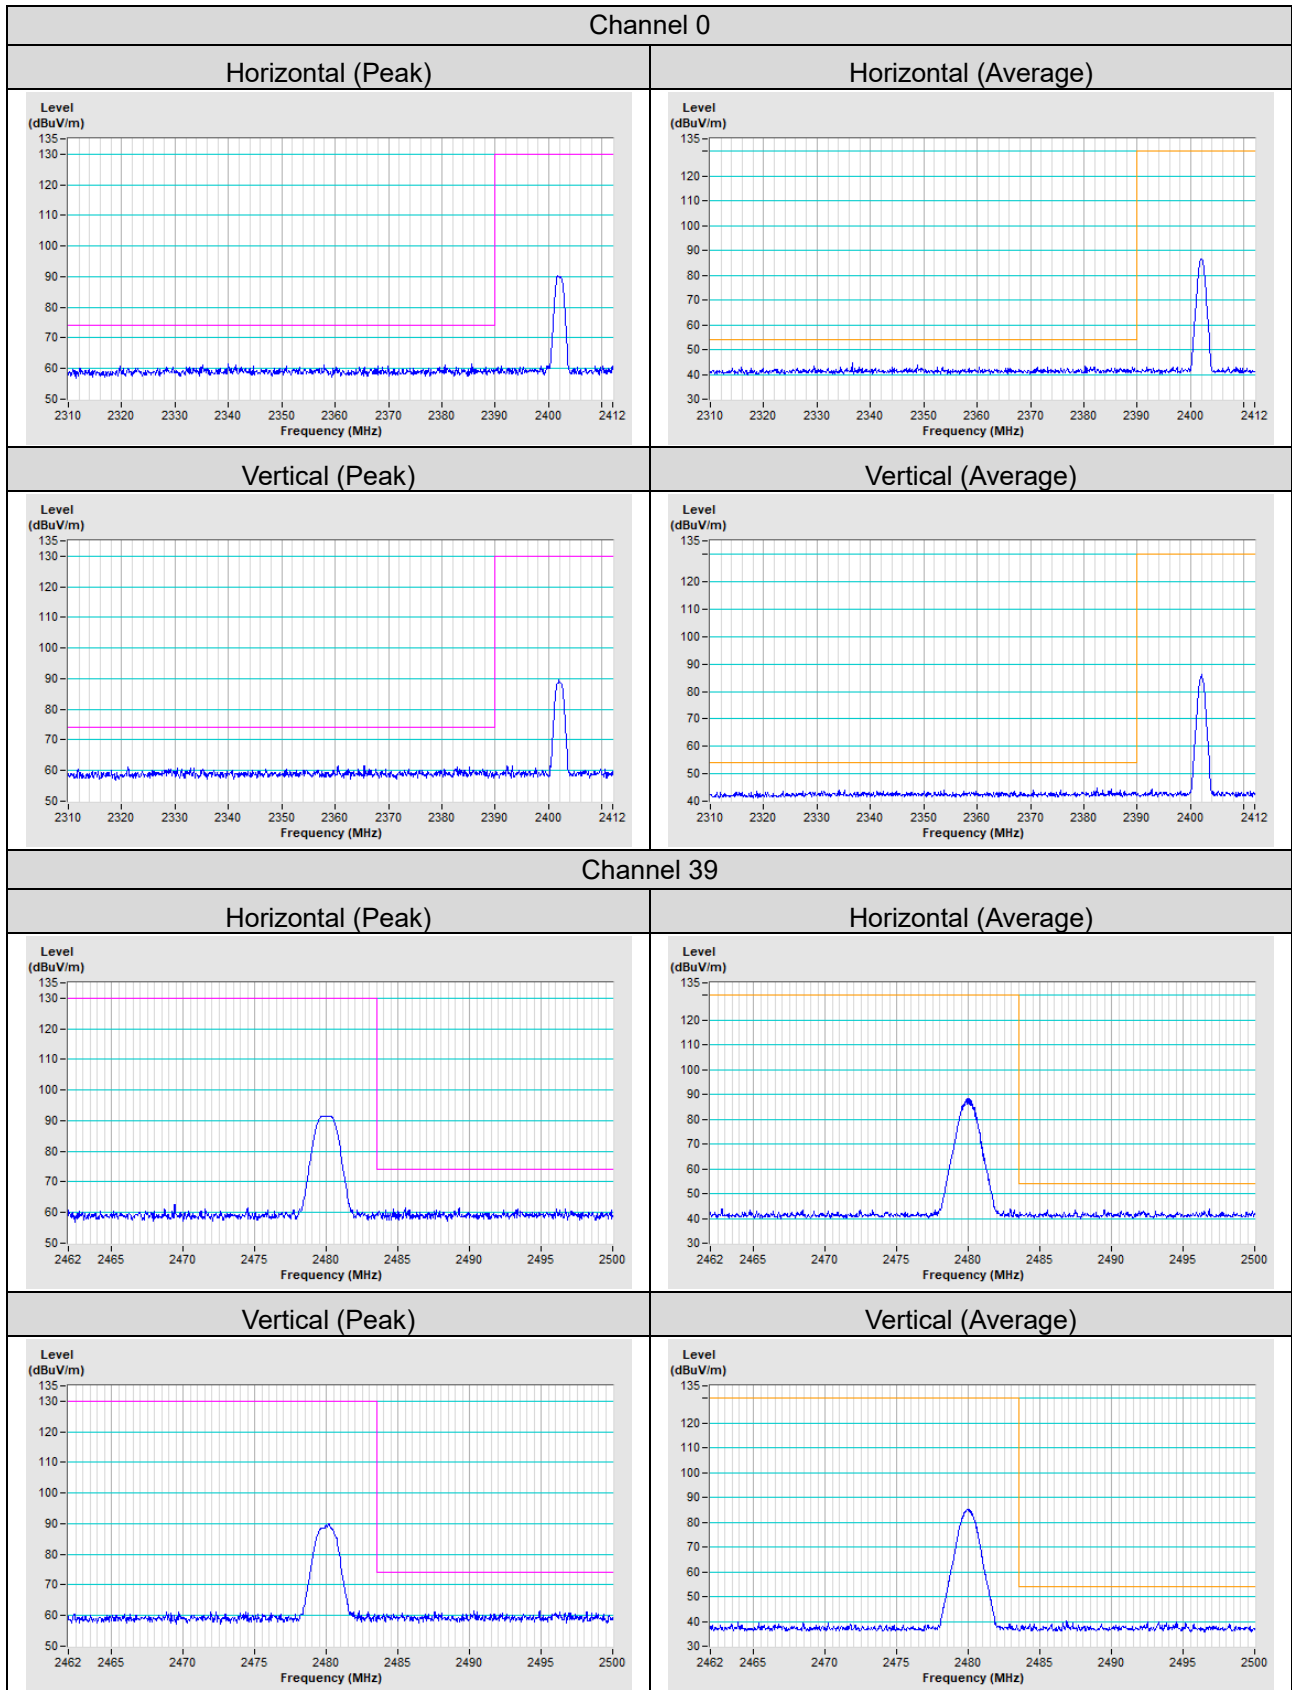 Channel 0
Horizontal (Peak)
Horizontal (Average)
Level
(dBuV/m)
135
130
120
110
100
90
80
70
60
50
2310 2320 2330 2340 2350 2360 2370 2380 2390 2400 2412
Frequency (MHz)
Level
(dBuV/m)
135
120
110
100
90
80
70
60
50
40
30
2310 2320 2330 2340 2350 2360 2370 2380 2390 2400 2412
Frequency (MHz)
Vertical (Peak)
Vertical (Average)
Level
(dBuV/m)
135
130
120
110
100
90
80
70
60
50
2310 2320 2330 2340 2350 2360 2370 2380 2390 2400 2412
Frequency (MHz)
Level
(dBuV/m)
135
120
110
100
90
80
70
60
50
40
2310 2320 2330 2340 2350 2360 2370 2380 2390 2400 2412
Frequency (MHz)
Channel 39
Horizontal (Peak)
Horizontal (Average)
Level
(dBuV/m)
135
130
120
110
100
90
80
70
60
50
2462 2465 2470 2475 2480 2485 2490 2495 2500
Frequency (MHz)
Level
(dBuV/m)
135
120
110
100
90
80
70
60
50
40
30
2462 2465 2470 2475 2480 2485 2490 2495 2500
Frequency (MHz)
Vertical (Peak)
Vertical (Average)
Level
(dBuV/m)
135
130
120
110
100
90
80
70
60
50
2462 2465 2470 2475 2480 2485 2490 2495 2500
Frequency (MHz)
Level
(dBuV/m)
135
120
110
100
90
80
70
60
50
40
30
2462 2465 2470 2475 2480 2485 2490 2495 2500
Frequency (MHz)